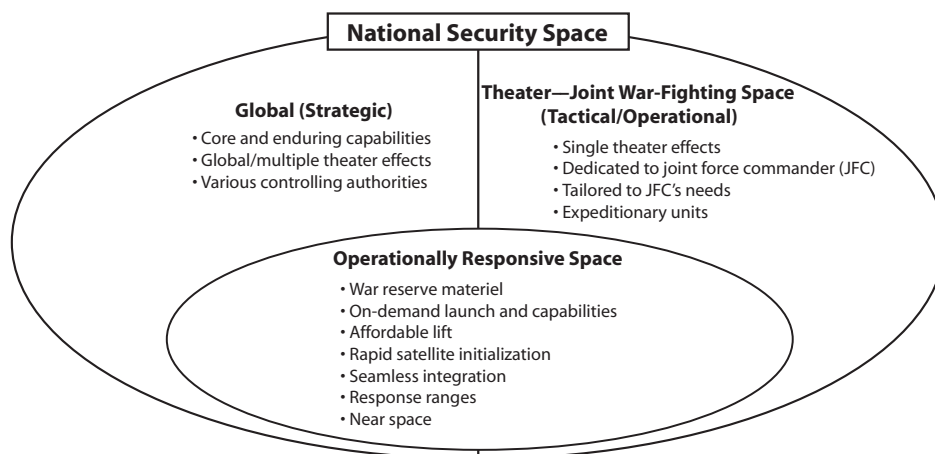 National Security Space
Global (Strategic)
• Core and enduring capabilities
• Global/multiple theater effects
• Various controlling authorities
Theater—Joint War-Fighting Space
(Tactical/Operational)
• Single theater effects
• Dedicated to joint force commander (JFC)
• Tailored to JFC's needs
• Expeditionary units
Operationally Responsive Space
• War reserve materiel
• On-demand launch and capabilities
• Affordable lift
• Rapid satellite initialization
• Seamless integration
• Response ranges
• Near space